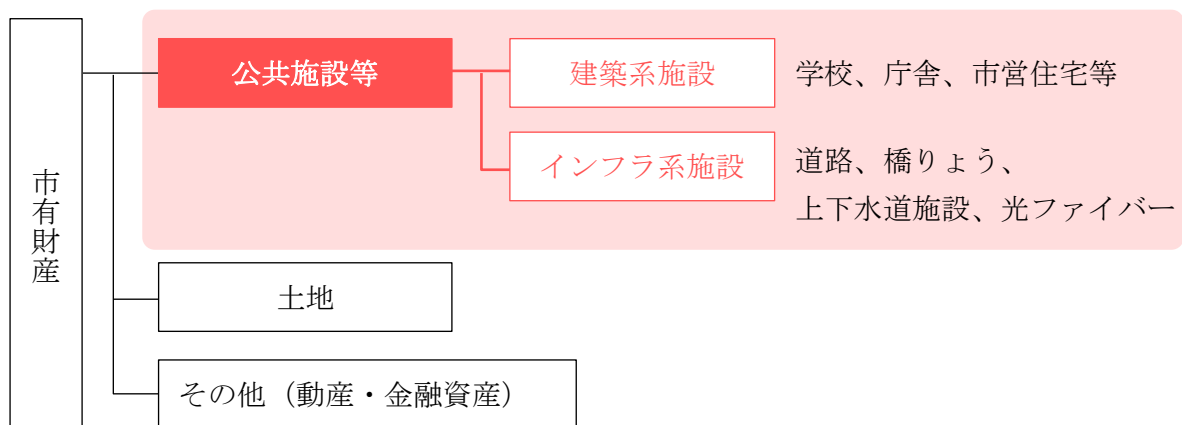 市有財産
公共施設等
建築系施設
学校、庁舎、市営住宅等
インフラ系施設
道路、橋りょう、
上下水道施設、光ファイバー
土地
その他（動産・金融資産）